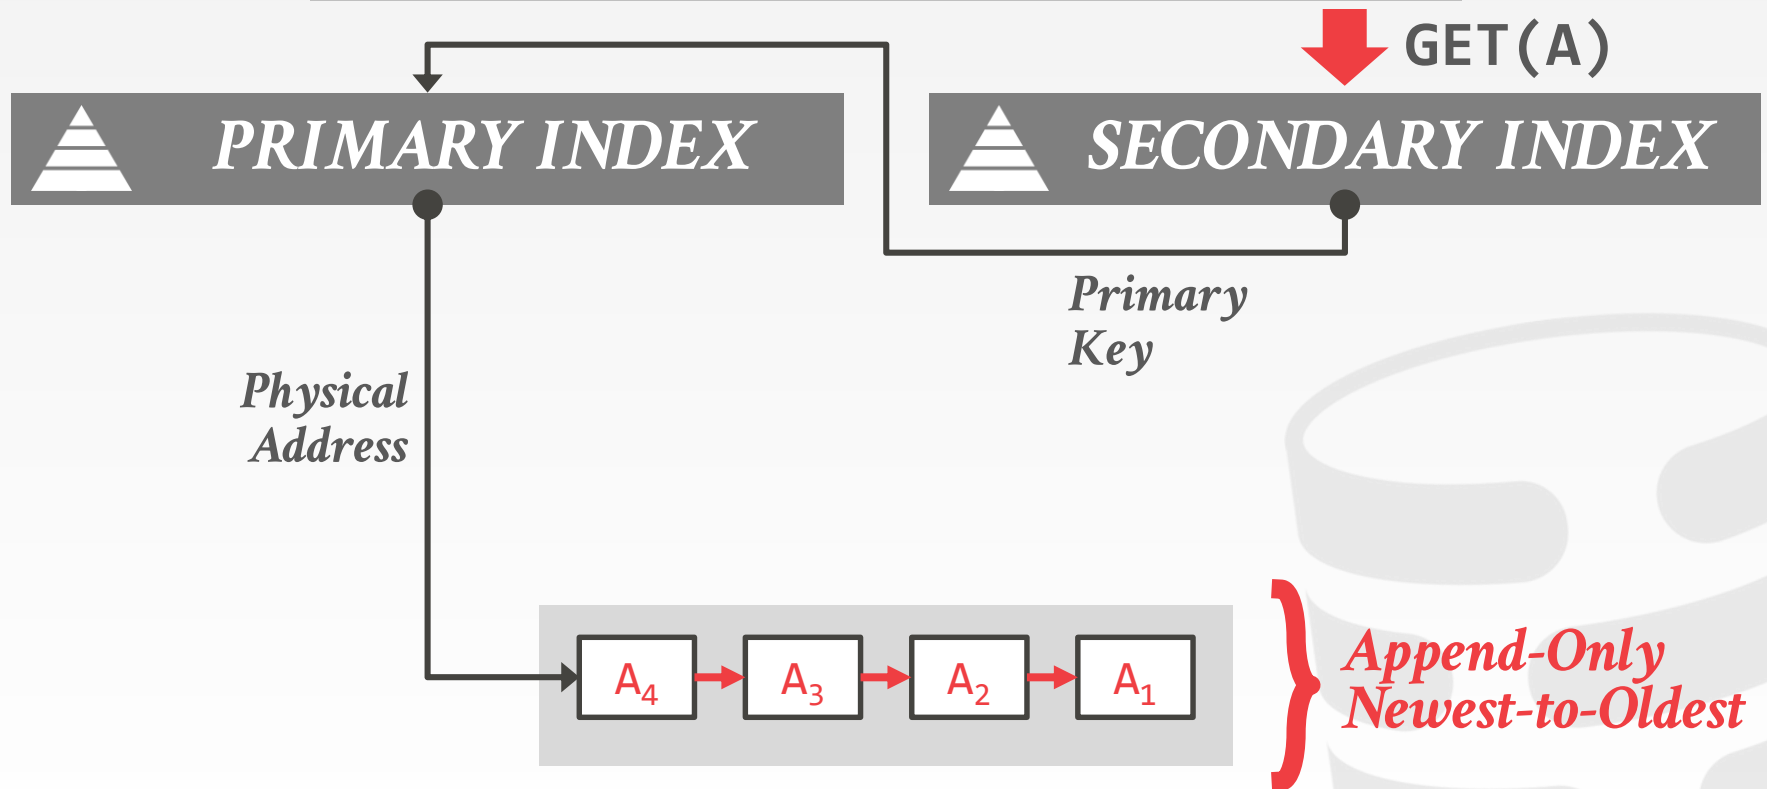 GET(A)
PRIMARY INDEX
SECONDARY INDEX
Primary
Key
Physical
Address
A4
A3
A2
A1
Append-Only
Newest-to-Oldest